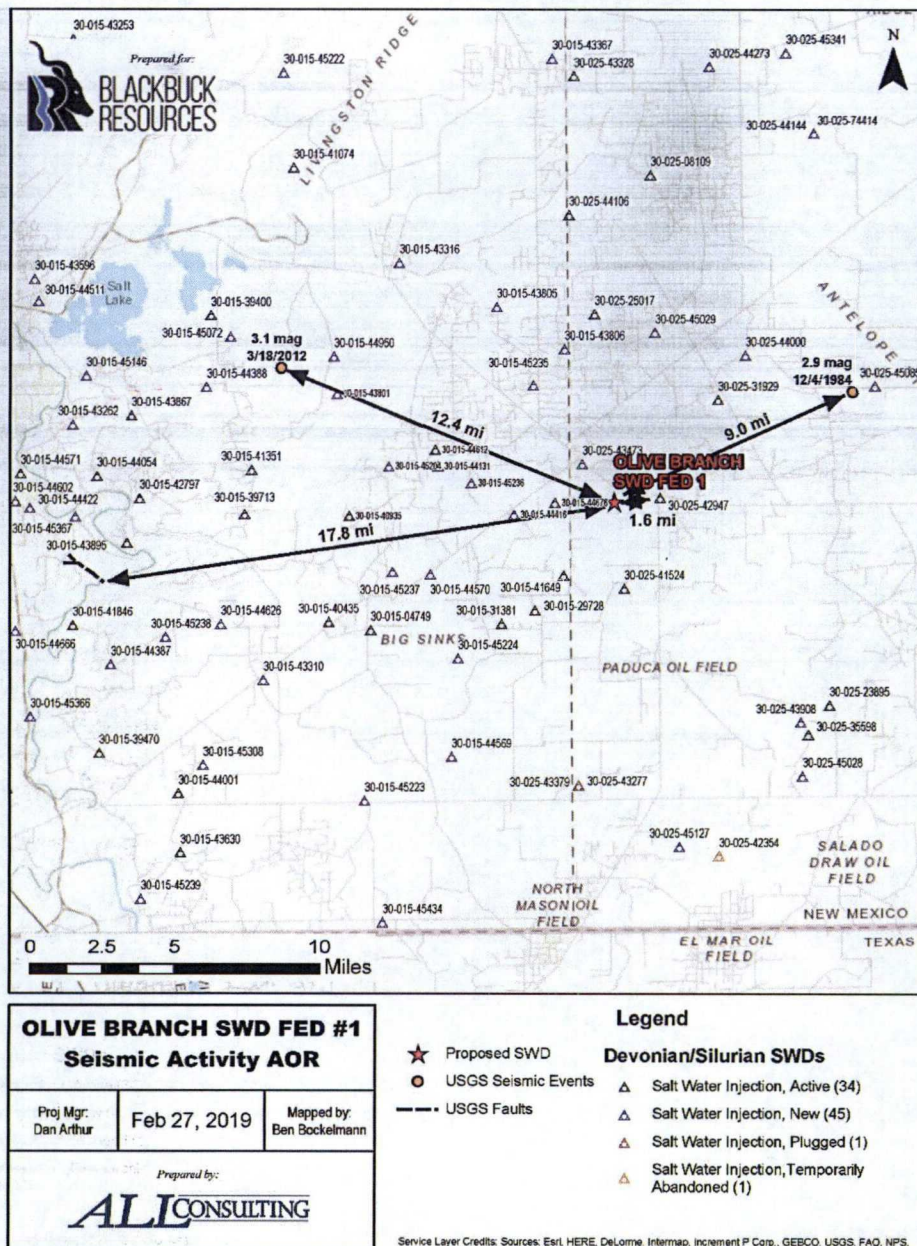 30-015-43253
Prepared for:
BLACKBUCK
RESOURCES
30-015-45222
LIVINGSTON RIDGE
30-015-43367
30-025-43328
30-025-44273
30-025-45341
N
30-025-44144
30-025-74414
30-015-41074
30-025-08109
30-025-44106
30-015-43316
30-015-43596
30-015-44511
Salt
Lake
30-015-39400
30-015-45072
30-015-43805
30-025-25017
30-025-45029
ANTELOPE
3.1 mag
3/18/2012
30-015-44950
30-015-43806
30-025-44000
30-015-45146
30-015-44388
30-015-45235
2.9 mag
12/4/1984
30-015-43801
30-025-31929
30-015-43262
30-015-43867
12.4 mi
9.0 mi
30-015-44612
30-015-44131
30-015-45236
30-025-43473
OLIVE BRANCH
SWD FED 1
30-015-44571
30-015-44054
30-015-41351
30-015-44602
30-015-44422
30-015-42797
30-015-39713
30-015-40935
30-015-44416
30-015-44676
30-025-42947
1.6 mi
30-015-45367
17.8 mi
30-015-43895
30-015-45237
30-015-44570
30-015-41649
30-025-41524
30-015-41846
30-015-45238
30-015-44626
30-015-40435
30-015-04749
30-015-31381
30-015-29728
30-015-44666
30-015-44387
BIG SINKS
30-015-45224
30-015-43310
PADUCA OIL FIELD
30-015-45366
30-025-23895
30-025-43908
30-025-35598
30-015-39470
30-015-45308
30-015-44569
30-025-45028
30-015-44001
30-015-45223
30-025-43379
30-025-43277
30-015-43630
30-025-45127
30-025-42354
SALADO
DRAW OIL
FIELD
30-015-45239
30-015-45434
NORTH
MASON OIL
FIELD
NEW MEXICO
0 2.5 5 10
Miles
EL MAR OIL
FIELD
TEXAS
OLIVE BRANCH SWD FED #1
Seismic Activity AOR
Proj Mgr:
Dan Arthur
Feb 27, 2019
Mapped by:
Ben Bockelmann
Prepared by:
ALL CONSULTING
Legend
Proposed SWD
USGS Seismic Events
USGS Faults
Devonian/Silurian SWDs
Salt Water Injection, Active (34)
Salt Water Injection, New (45)
Salt Water Injection, Plugged (1)
Salt Water Injection, Temporarily
Abandoned (1)
Service Layer Credits: Sources: Esri, HERE, DeLorme, Intermap, increment P Corp., GEBCO, USGS, FAO, NPS,